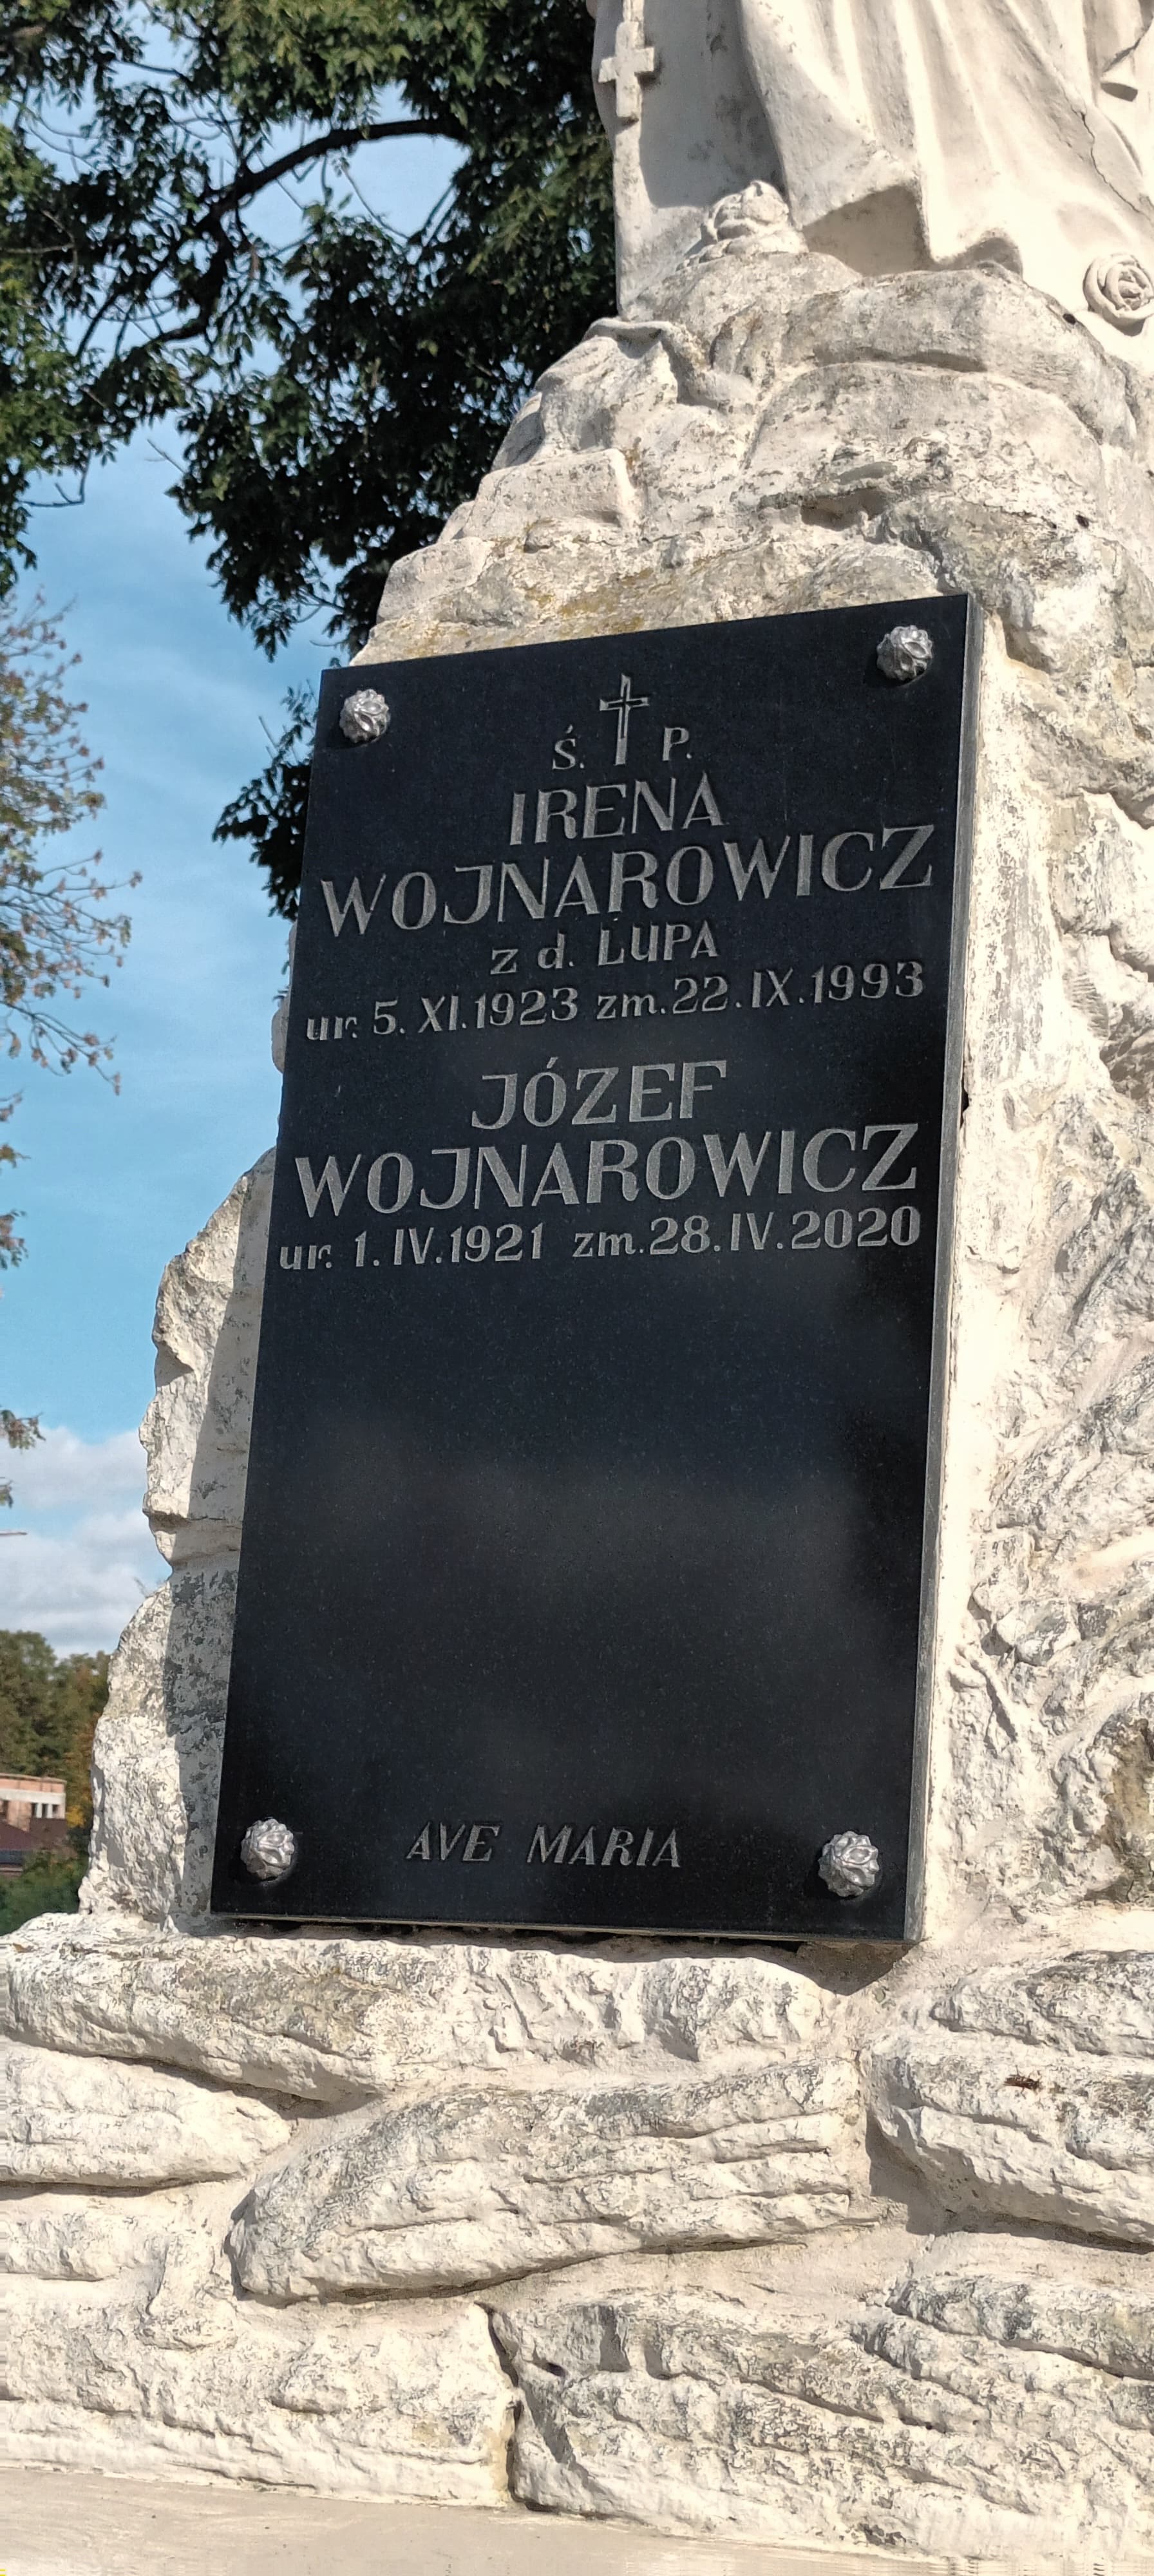 Ś. P.
IRENA
WOJNAROWICZ
z d. LUPA
ur. 5. XI. 1923 zm. 22. IX. 1993
JÓZEF
WOJNAROWICZ
ur. 1. IV. 1921 zm. 28. IV. 2020
AVE MARIA